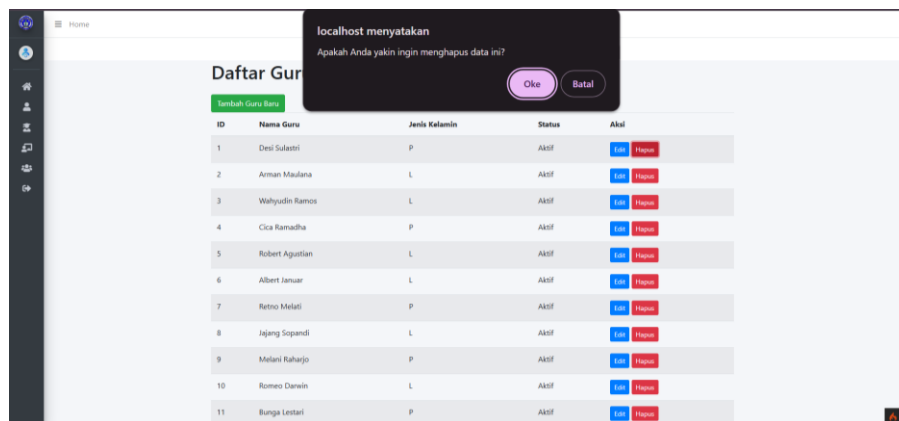 Home
localhost menyatakan
Apakah Anda yakin ingin menghapus data ini?
Oke Batal
Daftar Gur
Tambah Guru Baru
ID Nama Guru Jenis Kelamin Status Aksi
1 Desi Sulastri P Aktif Edit Hapus
2 Arman Maulana L Aktif Edit Hapus
3 Wahyudin Ramos L Aktif Edit Hapus
4 Cica Ramadha P Aktif Edit Hapus
5 Robert Agustian L Aktif Edit Hapus
6 Albert Januar L Aktif Edit Hapus
7 Retno Melati P Aktif Edit Hapus
8 Jajang Sopandi L Aktif Edit Hapus
9 Melani Raharjo P Aktif Edit Hapus
10 Romeo Darwin L Aktif Edit Hapus
11 Bunga Lestari P Aktif Edit Hapus